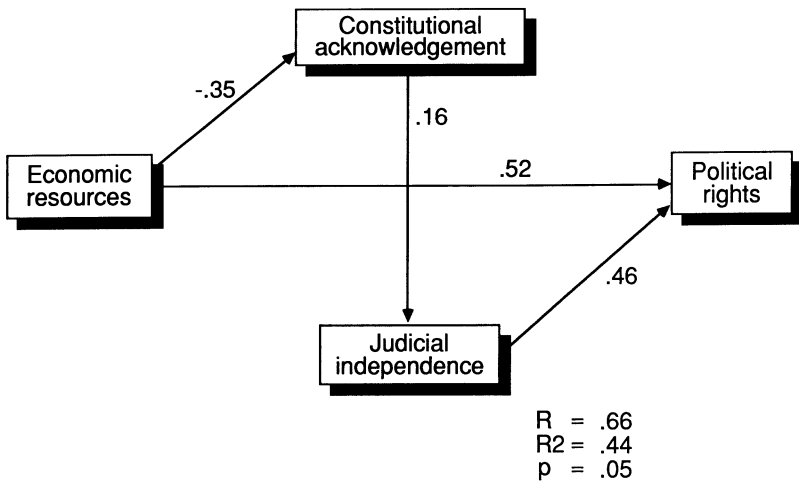 Constitutional
acknowledgement
-.35
.16
Economic
resources
.52
Political
rights
.46
Judicial
independence
R = .66
R2 = .44
p = .05